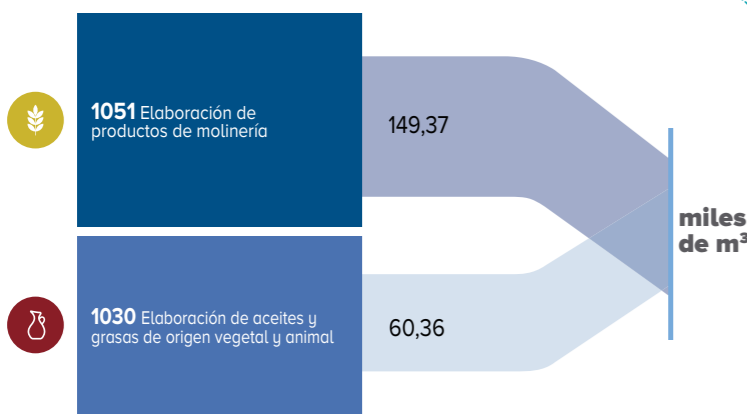 1051 Elaboración de
productos de molinería
149,37
miles
de m³
1030 Elaboración de aceites y
grasas de origen vegetal y animal
60,36